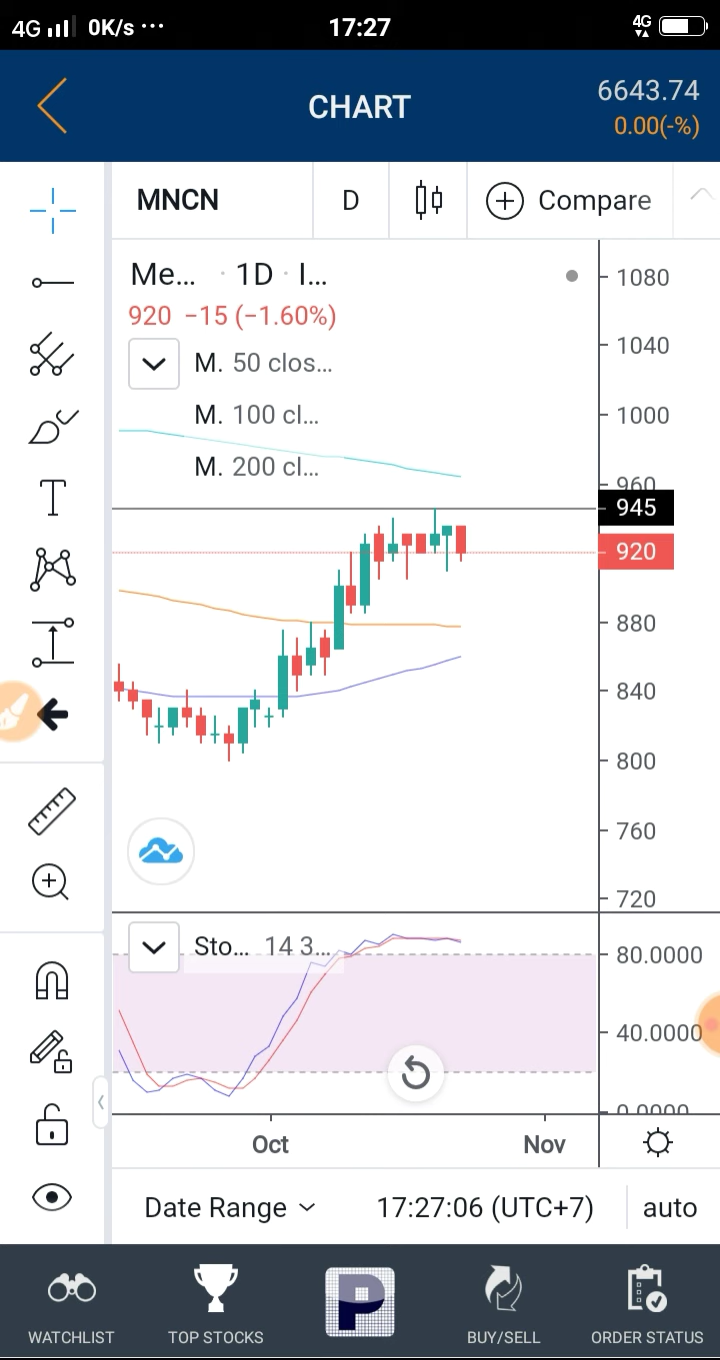 4G 0K/s ··· 17:27 4G
CHART
6643.74
0.00(-%)
MNCN D Compare
Me... · 1D · I...
920 −15 (−1.60%)
M. 50 clos...
M. 100 cl...
M. 200 cl...
1080
1040
1000
960
945
920
880
840
800
760
720
Sto... 14 3...
80.0000
40.0000
0.0000
Oct Nov
Date Range 17:27:06 (UTC+7) auto
P
WATCHLIST TOP STOCKS BUY/SELL ORDER STATUS